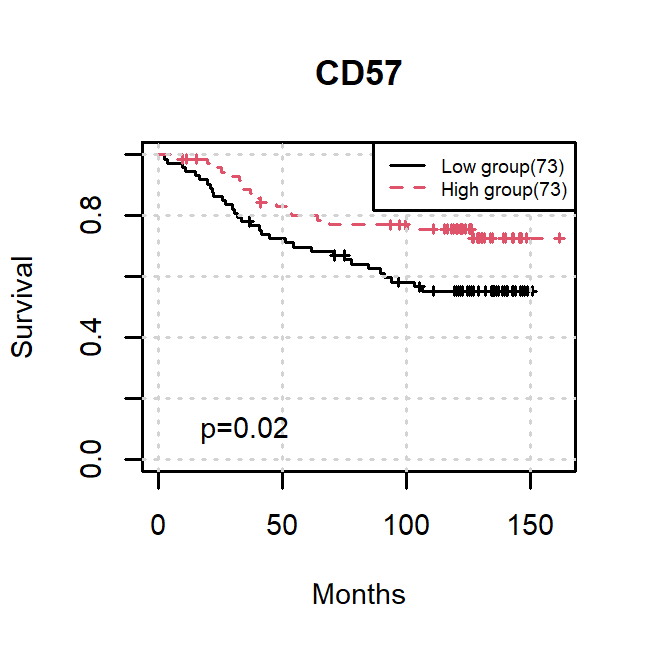 CD57
Low group(73)
High group(73)
Survival
0.8
0.4
0.0
p=0.02
0 50 100 150
Months